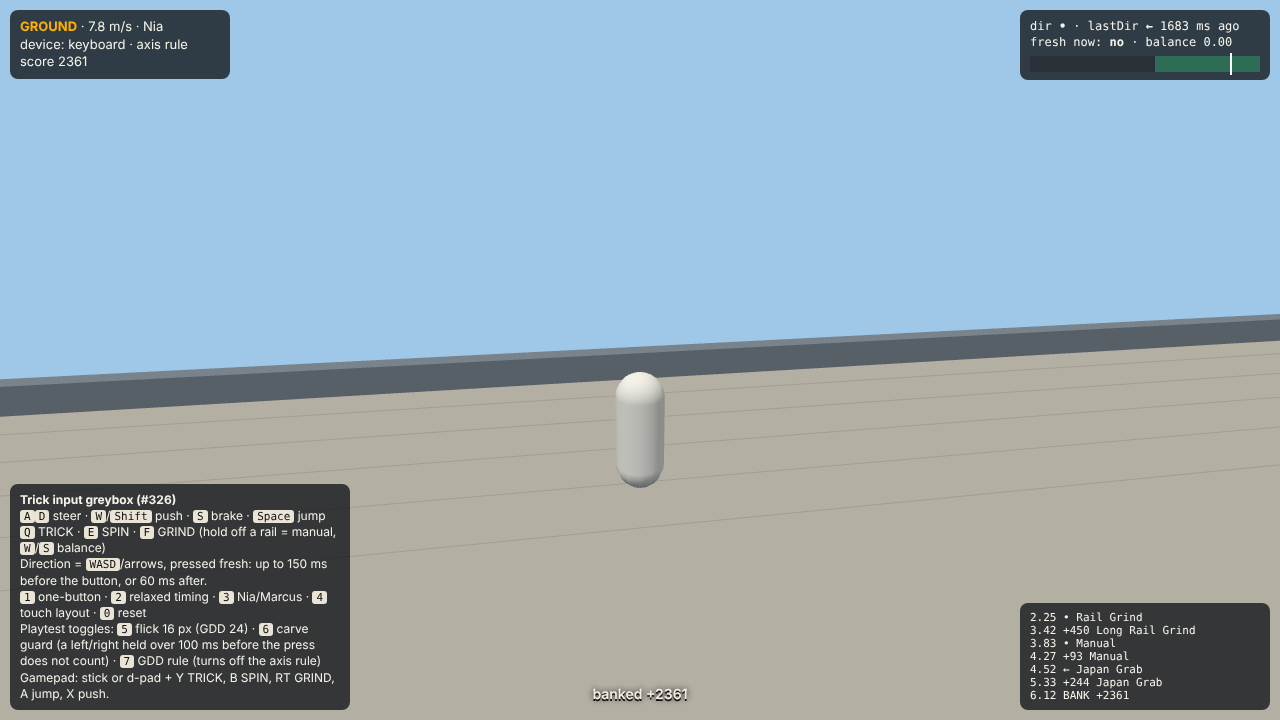 GROUND · 7.8 m/s · Nia
device: keyboard · axis rule
score 2361
dir • · lastDir ← 1683 ms ago
fresh now: no · balance 0.00
Trick input greybox (#326)
A D steer · W/Shift push · S brake · Space jump
Q TRICK · E SPIN · F GRIND (hold off a rail = manual,
W/S balance)
Direction = WASD/arrows, pressed fresh: up to 150 ms
before the button, or 60 ms after.
1 one-button · 2 relaxed timing · 3 Nia/Marcus · 4
touch layout · 0 reset
Playtest toggles: 5 flick 16 px (GDD 24) · 6 carve
guard (a left/right held over 100 ms before the press
does not count) · 7 GDD rule (turns off the axis rule)
Gamepad: stick or d-pad + Y TRICK, B SPIN, RT GRIND,
A jump, X push.
banked +2361
2.25 • Rail Grind
3.42 +450 Long Rail Grind
3.83 • Manual
4.27 +93 Manual
4.52 ← Japan Grab
5.33 +244 Japan Grab
6.12 BANK +2361